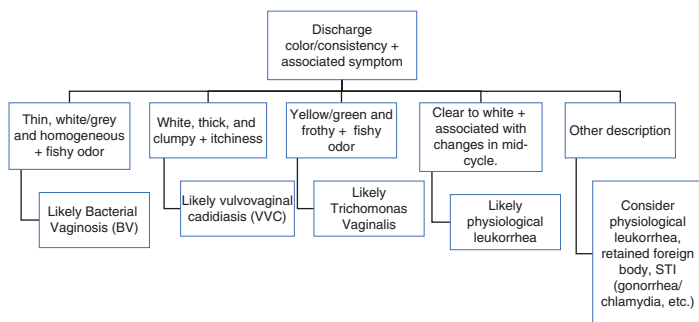 Discharge
color/consistency +
associated symptom
Thin, white/grey
and homogeneous
+ fishy odor
White, thick, and
clumpy + itchiness
Yellow/green and
frothy + fishy
odor
Clear to white +
associated with
changes in mid-
cycle.
Other description
Likely Bacterial
Vaginosis (BV)
Likely vulvovaginal
cadidiasis (VVC)
Likely
Trichomonas
Vaginalis
Likely
physiological
leukorrhea
Consider
physiological
leukorrhea,
retained foreign
body, STI
(gonorrhea/
chlamydia, etc.)